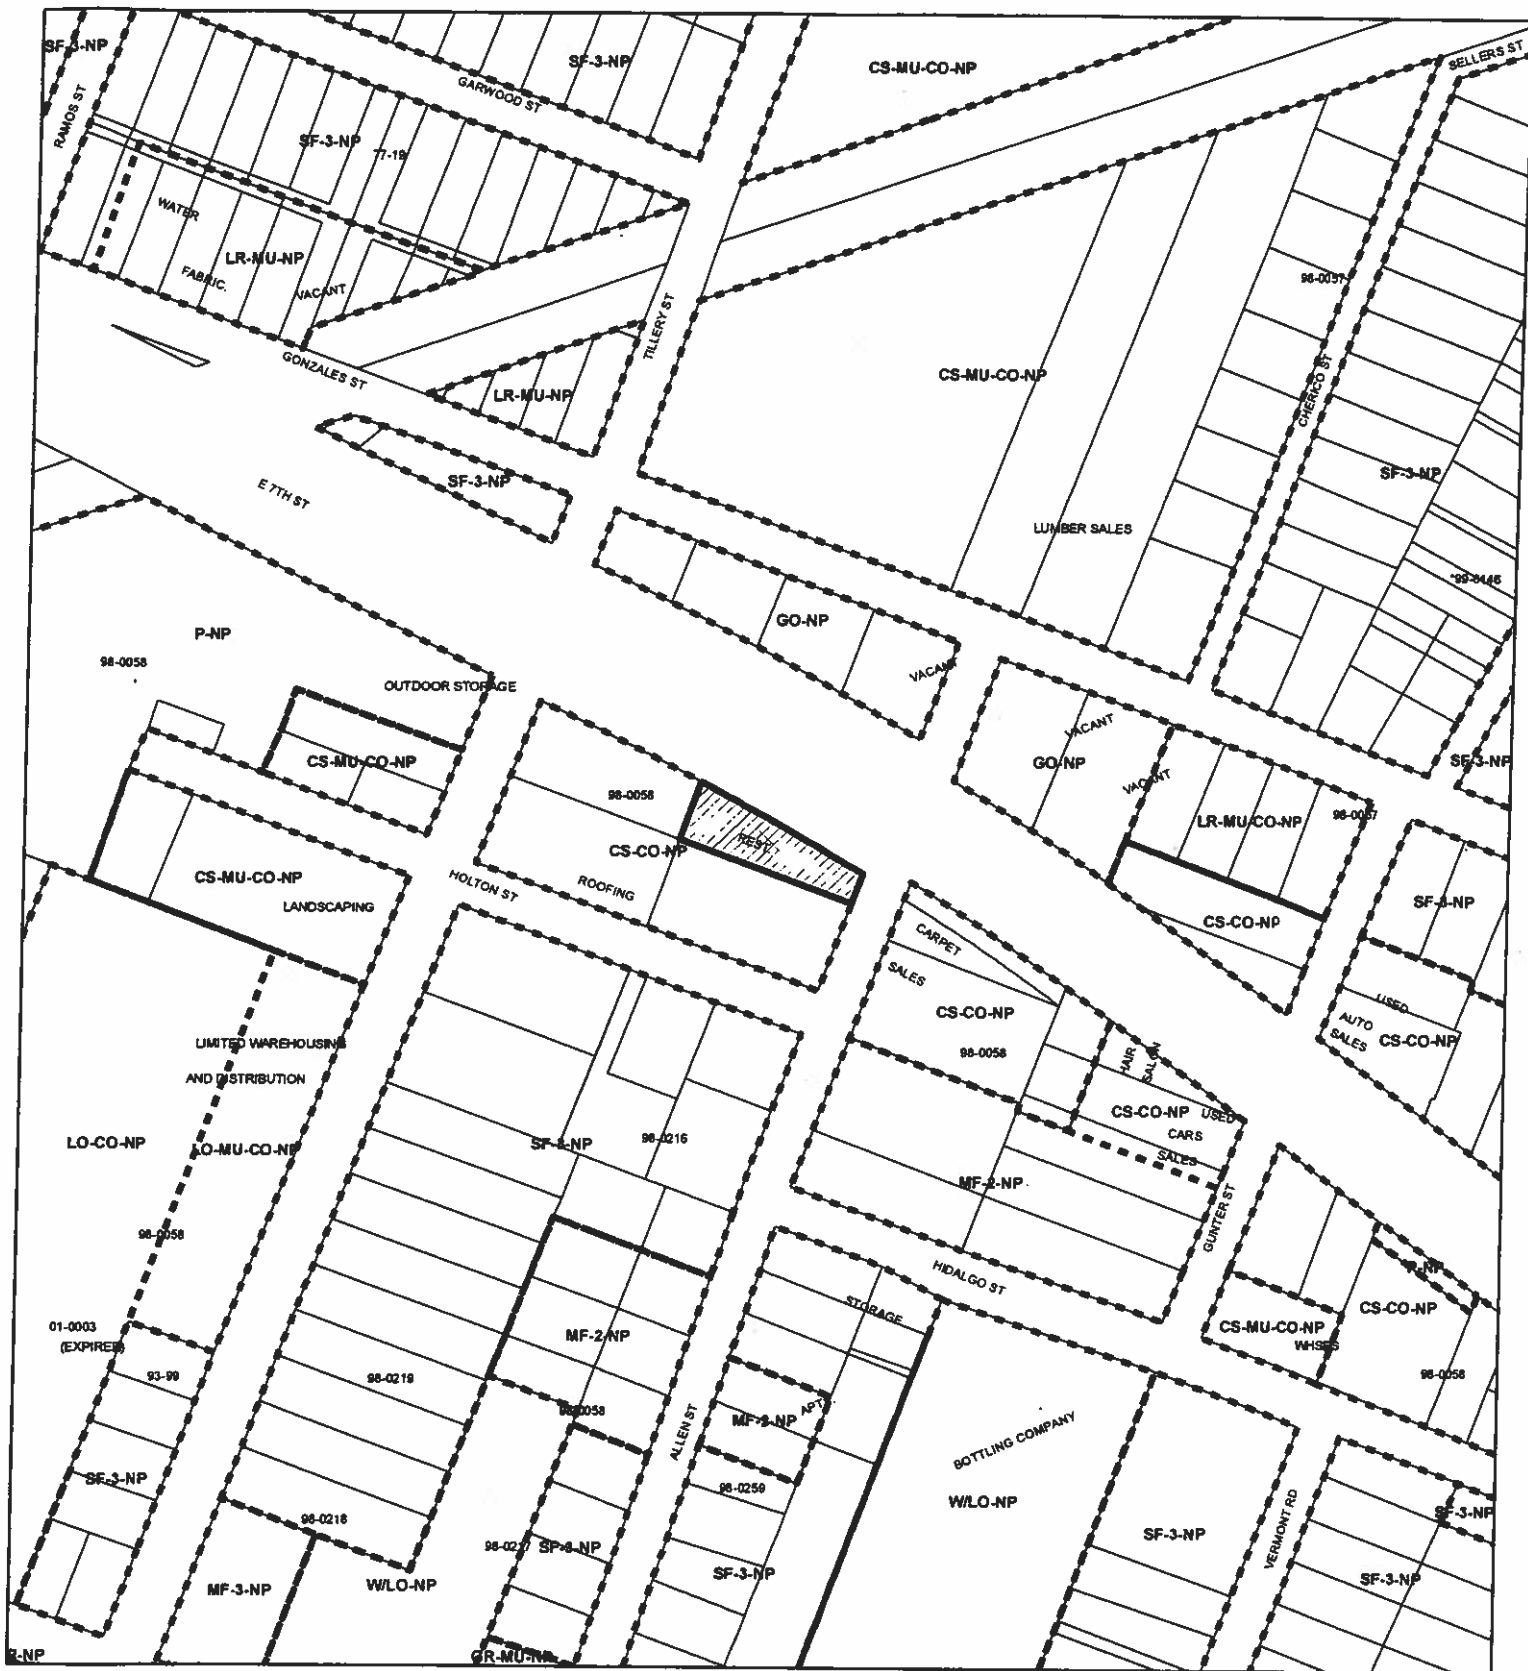 SF-3-NP
SF-3-NP
CS-MU-CO-NP
SELLERS ST
GARWOOD ST
RAMOS ST
SF-3-NP
77-19
WATER
LR-MU-NP
FABRIC.
VACANT
98-0057
TILLERY ST
GONZALES ST
CS-MU-CO-NP
LR-MU-NP
CHERICO ST
SF-3-NP
SF-3-NP
E 7TH ST
LUMBER SALES
GO-NP
P-NP
98-0058
VACANT
OUTDOOR STORAGE
VACANT
CS-MU-CO-NP
GO-NP
SF-3-NP
VACANT
98-0058
LR-MU-CO-NP
98-0057
REST.
CS-CO-NP
CS-MU-CO-NP
HOLTON ST
ROOFING
SF-3-NP
LANDSCAPING
CS-CO-NP
CARPET
SALES
CS-CO-NP
USED
AUTO
SALES
CS-CO-NP
LIMITED WAREHOUSING
98-0058
HAIR
SALON
AND DISTRIBUTION
CS-CO-NP
USED
CARS
SALES
LO-CO-NP
LO-MU-CO-NP
SF-3-NP
98-0216
MF-2-NP
GUNTER ST
98-0058
HIDALGO ST
P-NP
STORAGE
CS-CO-NP
01-0003
(EXPIRED)
MF-2-NP
CS-MU-CO-NP
WHSES
93-99
98-0219
98-0058
98-0058
MF-2-NP
APT.
ALLEN ST
BOTTLING COMPANY
SF-3-NP
98-0259
W/LO-NP
SF-3-NP
98-0218
VERMONT RD
SF-3-NP
98-0217
SF-3-NP
SF-3-NP
SF-3-NP
MF-3-NP
W/LO-NP
GR-MU-NP